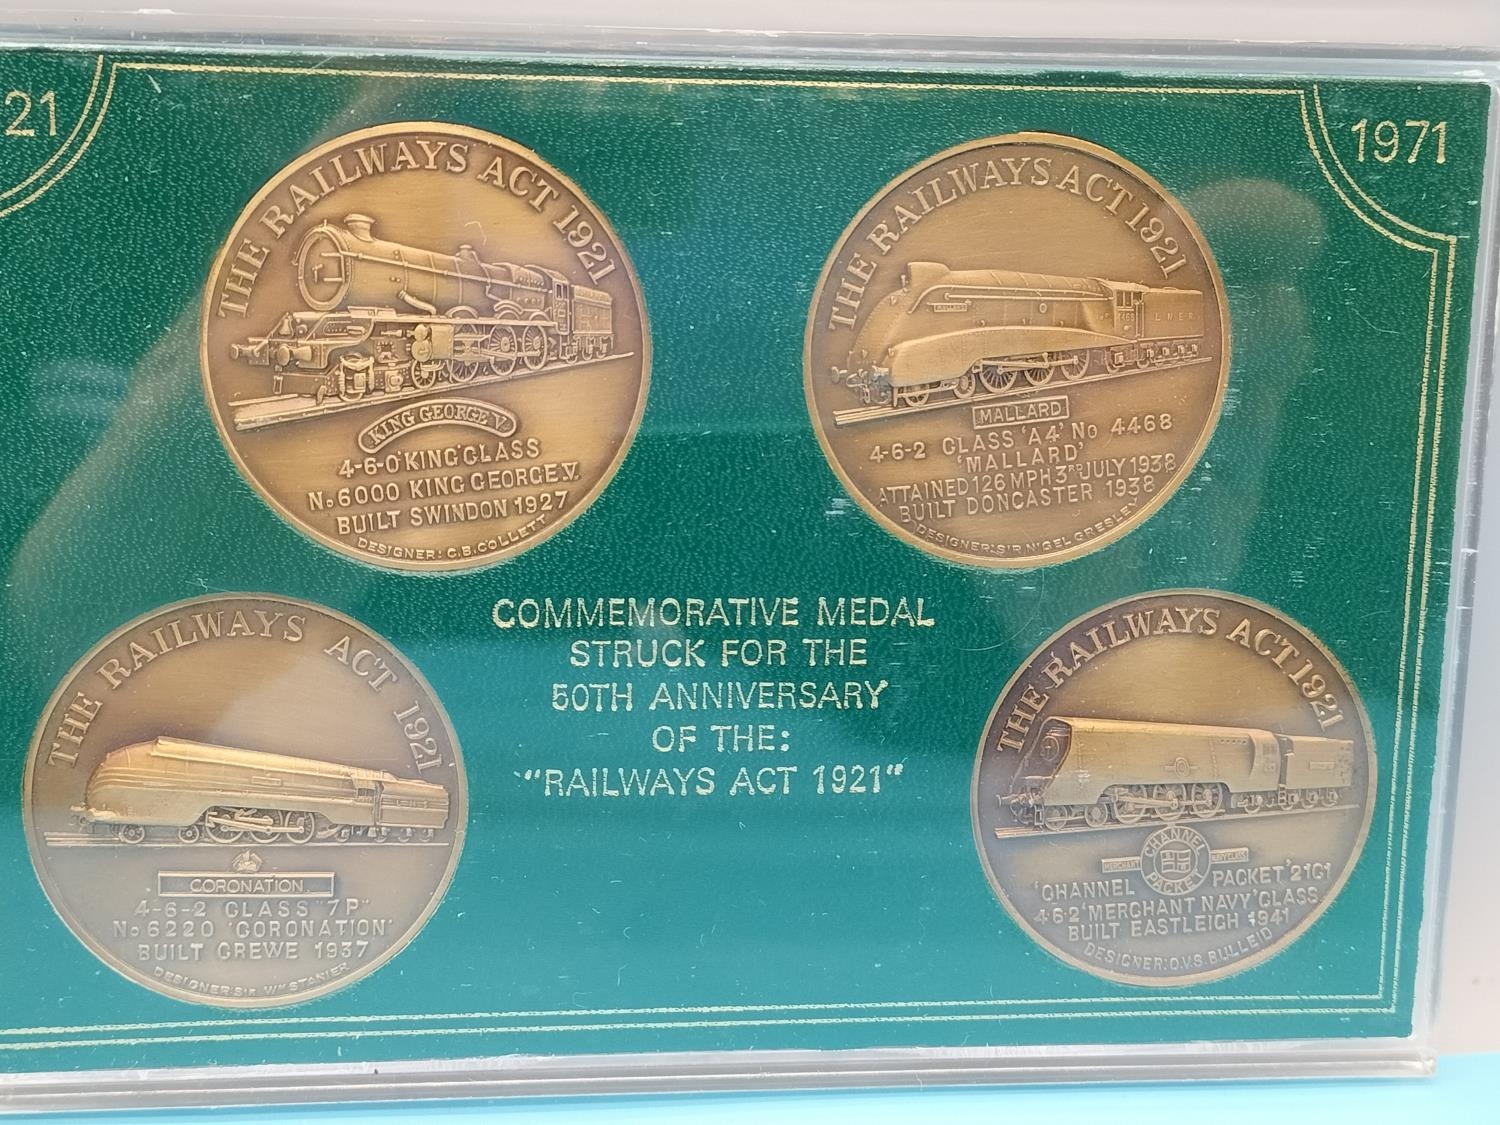 21
1971
THE RAILWAYS ACT 1921
KING GEORGE V.
4-6-0'KING'CLASS
No6000 KING GEORGE V.
BUILT SWINDON 1927
DESIGNER: C.B.COLLETT
THE RAILWAYS ACT 1921
MALLARD
4468
L.N.E.R.
MALLARD
4-6-2 CLASS 'A4' No 4468
'MALLARD'
ATTAINED 126 MPH 3RD JULY 1938
BUILT DONCASTER 1938
DESIGNER:SIR NIGEL GRESLEY
COMMEMORATIVE MEDAL
STRUCK FOR THE
50TH ANNIVERSARY
OF THE:
"RAILWAYS ACT 1921"
THE RAILWAYS ACT 1921
CORONATION
4-6-2 CLASS "7P"
No6220 'CORONATION'
BUILT CREWE 1937
DESIGNER:SIR WM STANIER
THE RAILWAYS ACT 1921
MERCHANT CHANNEL PACKET NAVY CLASS
'CHANNEL PACKET' 21C1
4-6-2 'MERCHANT NAVY' CLASS
BUILT EASTLEIGH 1941
DESIGNER:O.V.S. BULLEID